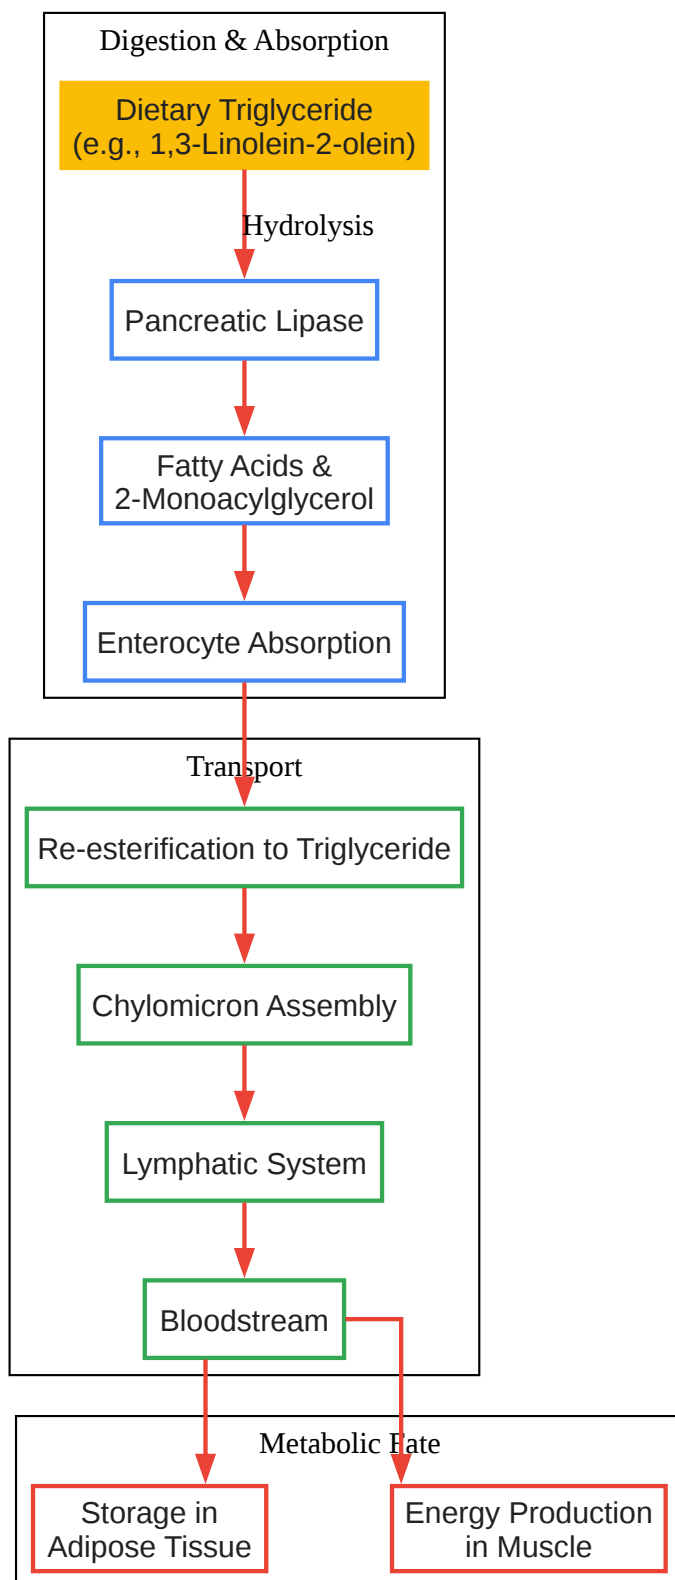 Digestion & Absorption
Dietary Triglyceride
(e.g., 1,3-Linolein-2-olein)
Hydrolysis
Pancreatic Lipase
Fatty Acids &
2-Monoacylglycerol
Enterocyte Absorption
Transport
Re-esterification to Triglyceride
Chylomicron Assembly
Lymphatic System
Bloodstream
Metabolic Fate
Storage in
Adipose Tissue
Energy Production
in Muscle